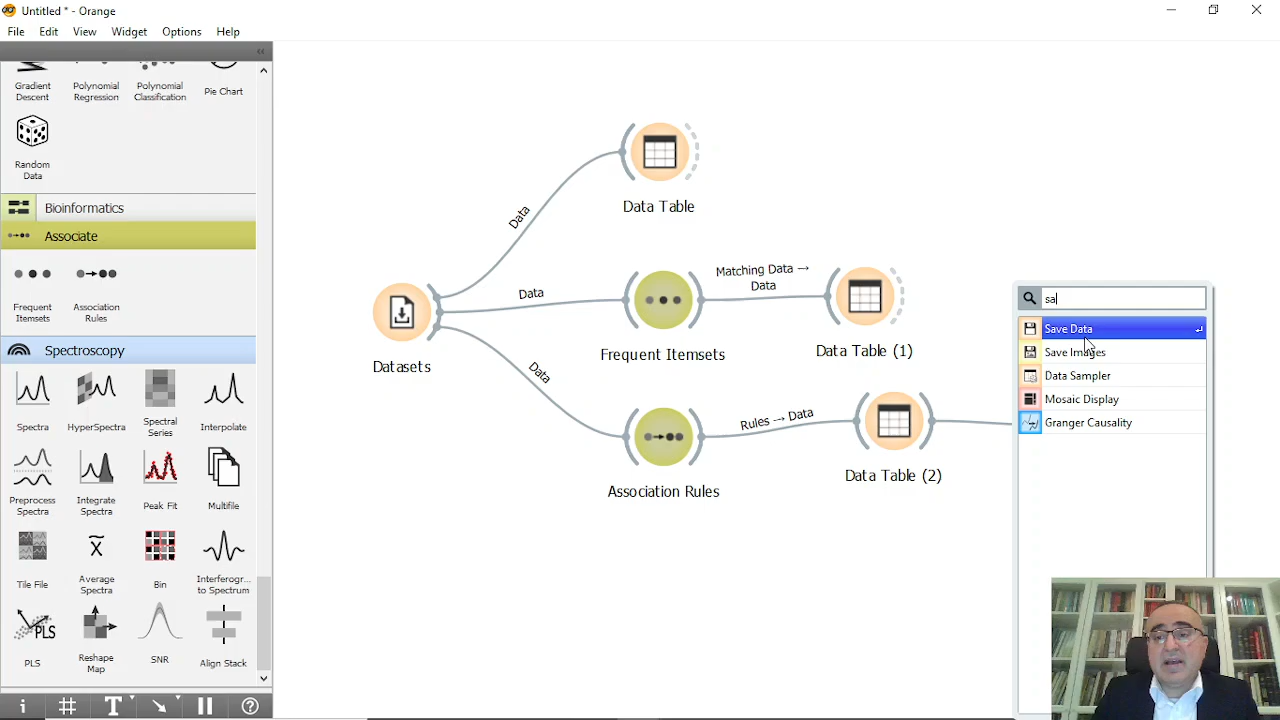 Untitled * - Orange
File Edit View Widget Options Help
Gradient
Descent
Polynomial
Regression
Polynomial
Classification
Pie Chart
Random
Data
Bioinformatics
Associate
Frequent
Itemsets
Association
Rules
Spectroscopy
Spectra
HyperSpectra
Spectral
Series
Interpolate
Preprocess
Spectra
Integrate
Spectra
Peak Fit
Multifile
Tile File
Average
Spectra
Bin
Interferogr...
to Spectrum
PLS
PLS
Reshape
Map
SNR
Align Stack
Data
Data Table
Datasets
Data
Frequent Itemsets
Matching Data →
Data
Data Table (1)
Data
Association Rules
Rules → Data
Data Table (2)
sa
Save Data
Save Images
Data Sampler
Mosaic Display
Granger Causality